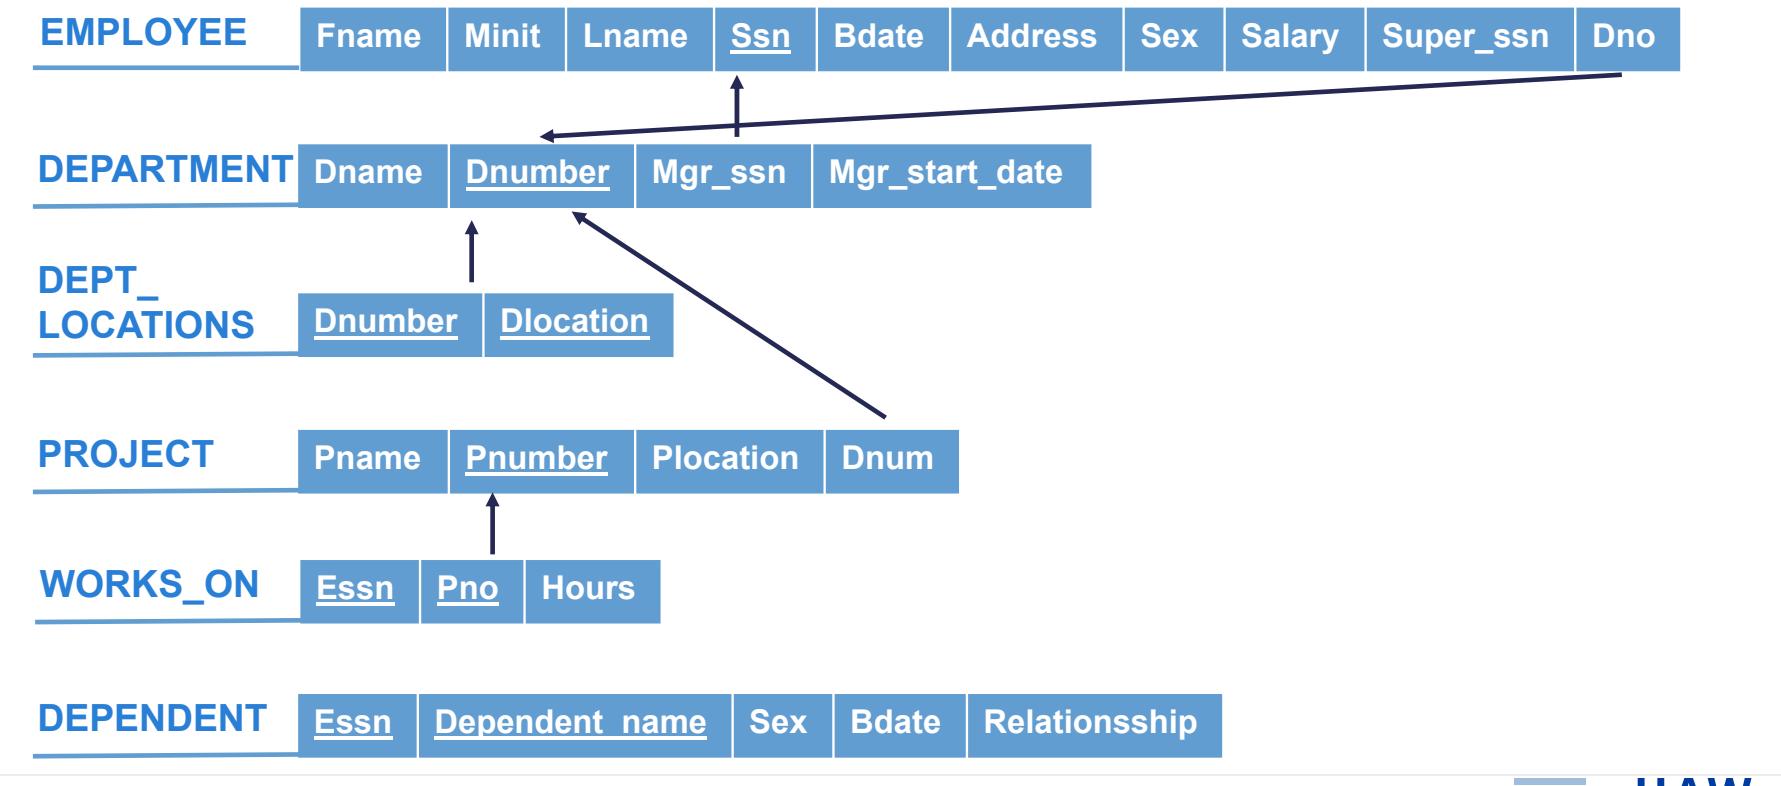 EMPLOYEE Fname Minit Lname Ssn Bdate Address Sex Salary Super_ssn Dno
DEPARTMENT Dname Dnumber Mgr_ssn Mgr_start_date
DEPT_
LOCATIONS Dnumber Dlocation
PROJECT Pname Pnumber Plocation Dnum
WORKS_ON Essn Pno Hours
DEPENDENT Essn Dependent_name Sex Bdate Relationsship